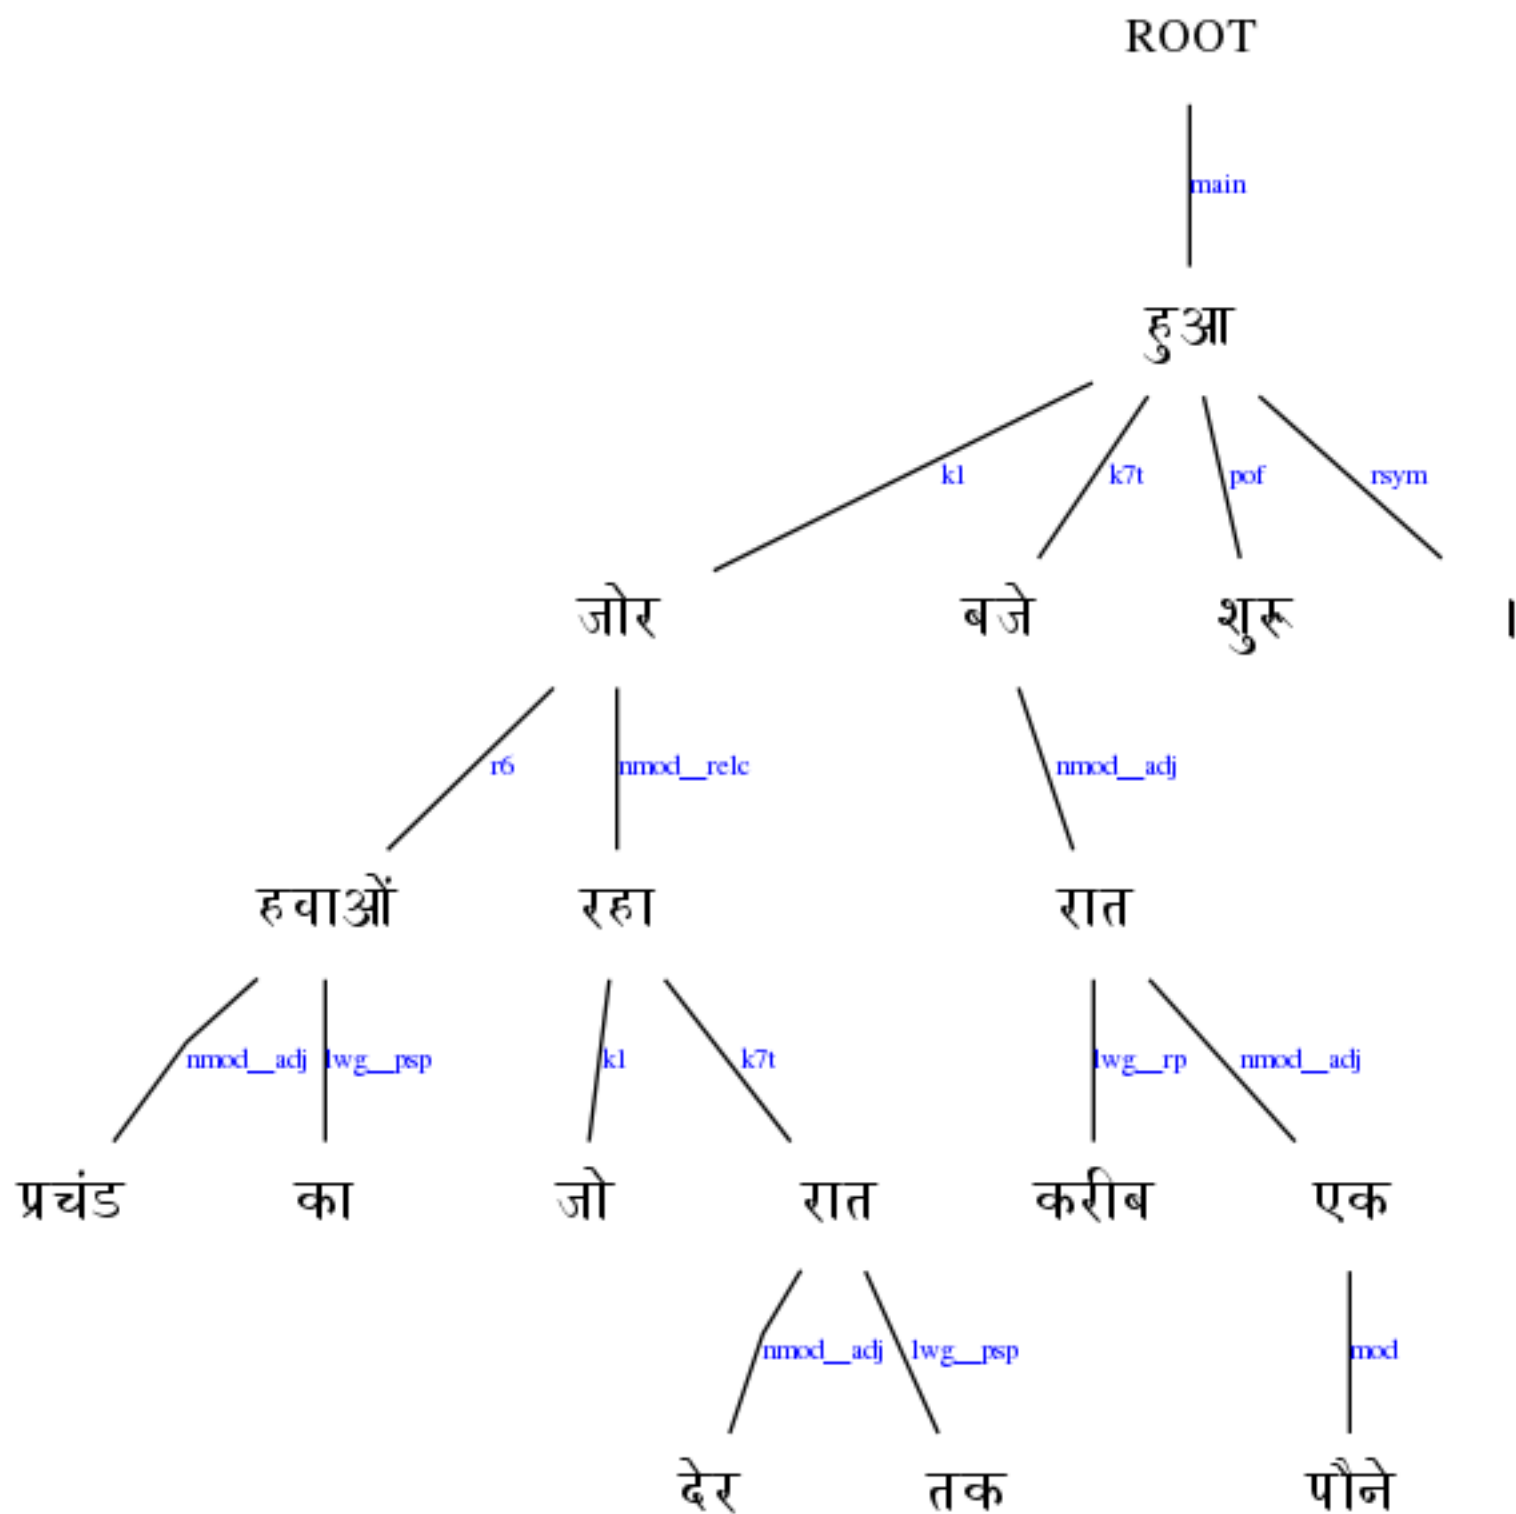 ROOT
main
हुआ
k1 k7t pof rsym
जोर बजे शुरू ।
r6 nmod__relc nmod__adj
हवाओं रहा रात
nmod__adj lwg__psp k1 k7t lwg__rp nmod__adj
प्रचंड का जो रात करीब एक
nmod__adj lwg__psp mod
देर तक पौने